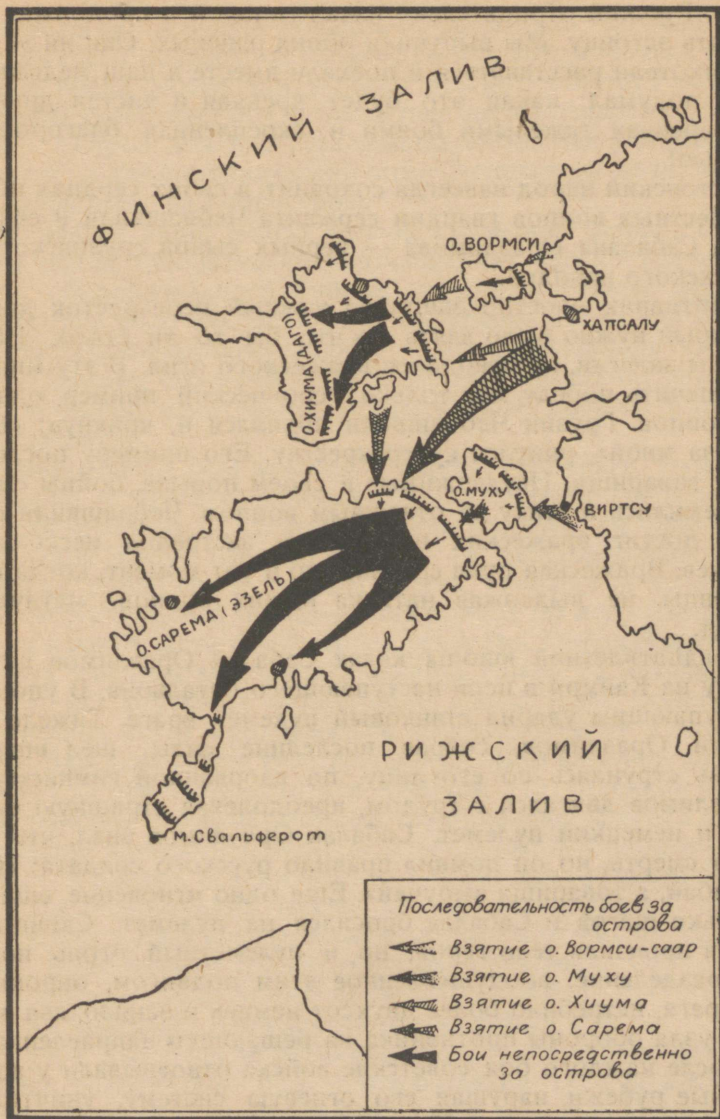 ФИНСКИЙ ЗАЛИВ
О. ВОРМСИ
ХАПСАЛУ
О.ХИУМА(ДАГО)
О.МУХУ
ВИРТСУ
О.САРЕМА (ЭЗЕЛЬ)
РИЖСКИЙ
ЗАЛИВ
М.Свальферот
Последовательность боев за
острова
Взятие о. Вормси-саар
Взятие о. Муху
Взятие о. Хиума
Взятие о. Сарема
Бои непосредственно
за острова